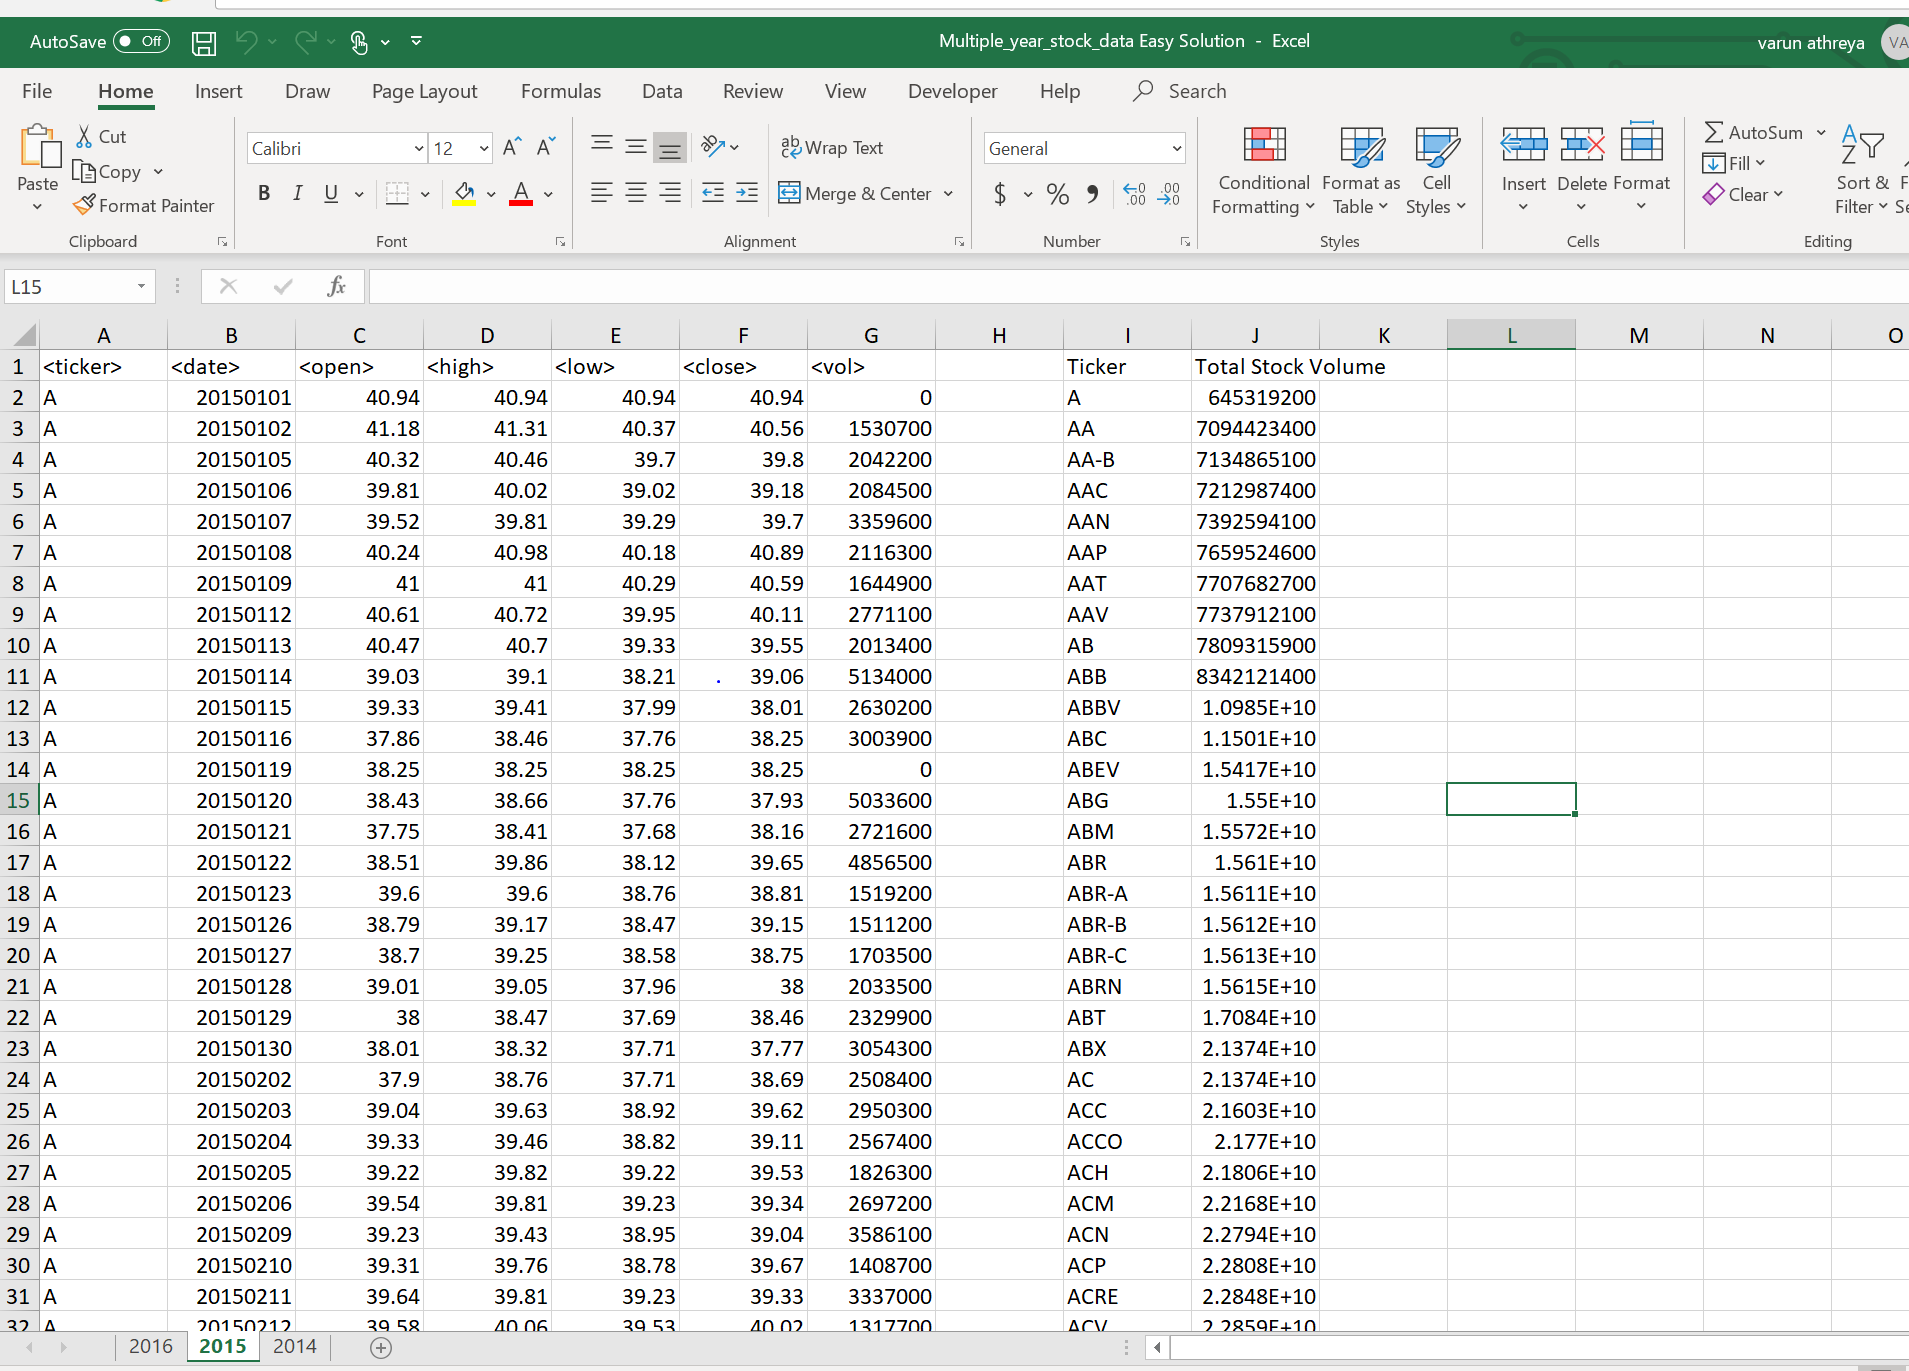 AutoSave Off Multiple_year_stock_data Easy Solution - Excel varun athreya VA
File Home Insert Draw Page Layout Formulas Data Review View Developer Help Search
Paste Cut Copy Format Painter Clipboard
Calibri 12 B I U A Font
ab Wrap Text Merge & Center Alignment
General $ % Number
Conditional Formatting Format as Table Cell Styles Styles
Insert Delete Format Cells
AutoSum Fill Clear Sort & Filter Editing
L15 fx
A B C D E F G H I J K L M N O
1 <ticker> <date> <open> <high> <low> <close> <vol> Ticker Total Stock Volume
2 A 20150101 40.94 40.94 40.94 40.94 0 A 645319200
3 A 20150102 41.18 41.31 40.37 40.56 1530700 AA 7094423400
4 A 20150105 40.32 40.46 39.7 39.8 2042200 AA-B 7134865100
5 A 20150106 39.81 40.02 39.02 39.18 2084500 AAC 7212987400
6 A 20150107 39.52 39.81 39.29 39.7 3359600 AAN 7392594100
7 A 20150108 40.24 40.98 40.18 40.89 2116300 AAP 7659524600
8 A 20150109 41 41 40.29 40.59 1644900 AAT 7707682700
9 A 20150112 40.61 40.72 39.95 40.11 2771100 AAV 7737912100
10 A 20150113 40.47 40.7 39.33 39.55 2013400 AB 7809315900
11 A 20150114 39.03 39.1 38.21 39.06 5134000 ABB 8342121400
12 A 20150115 39.33 39.41 37.99 38.01 2630200 ABBV 1.0985E+10
13 A 20150116 37.86 38.46 37.76 38.25 3003900 ABC 1.1501E+10
14 A 20150119 38.25 38.25 38.25 38.25 0 ABEV 1.5417E+10
15 A 20150120 38.43 38.66 37.76 37.93 5033600 ABG 1.55E+10
16 A 20150121 37.75 38.41 37.68 38.16 2721600 ABM 1.5572E+10
17 A 20150122 38.51 39.86 38.12 39.65 4856500 ABR 1.561E+10
18 A 20150123 39.6 39.6 38.76 38.81 1519200 ABR-A 1.5611E+10
19 A 20150126 38.79 39.17 38.47 39.15 1511200 ABR-B 1.5612E+10
20 A 20150127 38.7 39.25 38.58 38.75 1703500 ABR-C 1.5613E+10
21 A 20150128 39.01 39.05 37.96 38 2033500 ABRN 1.5615E+10
22 A 20150129 38 38.47 37.69 38.46 2329900 ABT 1.7084E+10
23 A 20150130 38.01 38.32 37.71 37.77 3054300 ABX 2.1374E+10
24 A 20150202 37.9 38.76 37.71 38.69 2508400 AC 2.1374E+10
25 A 20150203 39.04 39.63 38.92 39.62 2950300 ACC 2.1603E+10
26 A 20150204 39.33 39.46 38.82 39.11 2567400 ACCO 2.177E+10
27 A 20150205 39.22 39.82 39.22 39.53 1826300 ACH 2.1806E+10
28 A 20150206 39.54 39.81 39.23 39.34 2697200 ACM 2.2168E+10
29 A 20150209 39.23 39.43 38.95 39.04 3586100 ACN 2.2794E+10
30 A 20150210 39.31 39.76 38.78 39.67 1408700 ACP 2.2808E+10
31 A 20150211 39.64 39.81 39.23 39.33 3337000 ACRE 2.2848E+10
32 A 20150212 39.58 40.06 39.53 40.02 1317700 ACV 2.2859E+10
2016 2015 2014